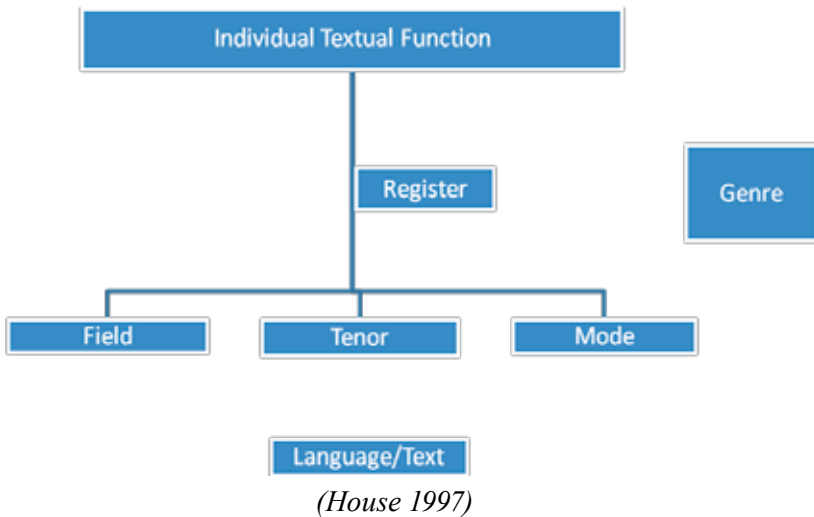 Individual Textual Function
Register
Genre
Field
Tenor
Mode
Language/Text
(House 1997)